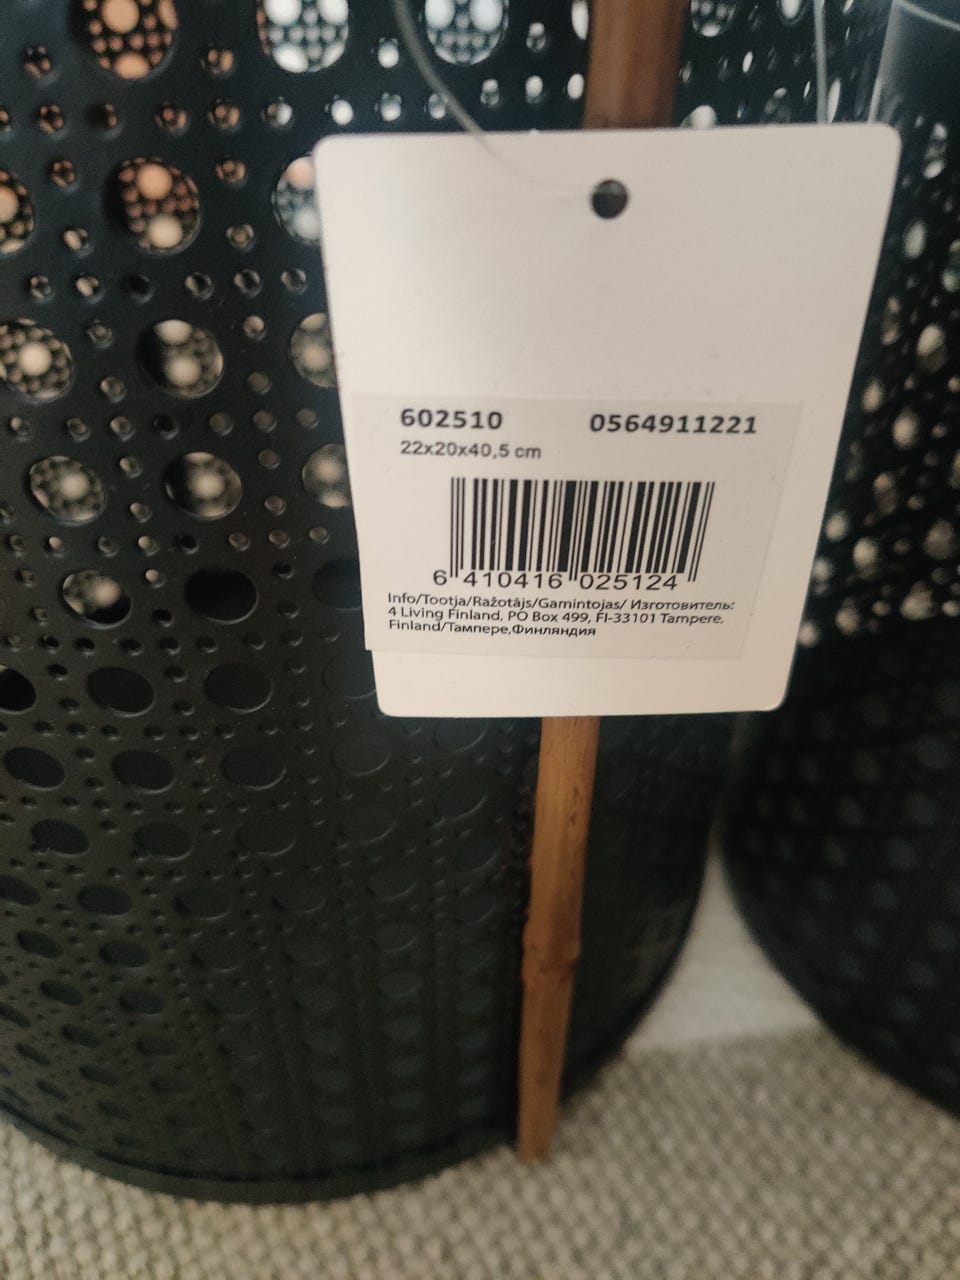 602510 0564911221
22x20x40,5 cm
6 410416 025124
Info/Tootja/Ražotãjs/Gamintojas/ Изготовитель:
4 Living Finland, PO Box 499, FI-33101 Tampere,
Finland/Тампере,Финляндия